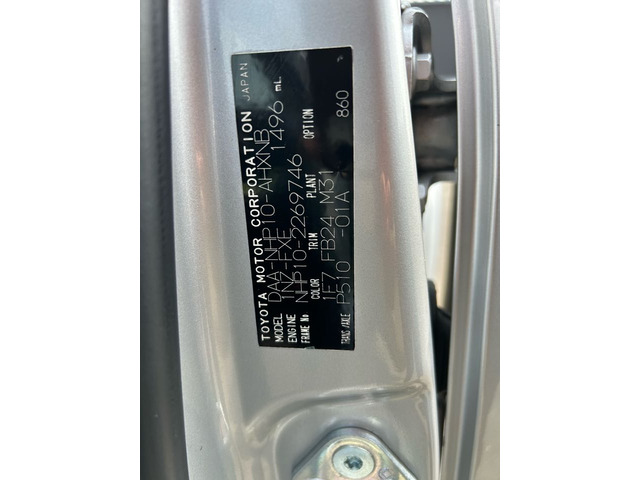 TOYOTA MOTOR CORPORATION JAPAN
MODEL DAA-NHP10-AHXNB
ENGINE 1NZ-FXE 1496 mL
FRAME No NHP10-2269746
COLOR TRIM PLANT OPTION
1F7 FB24 M31 860
TRANS/AXLE P510 -01A